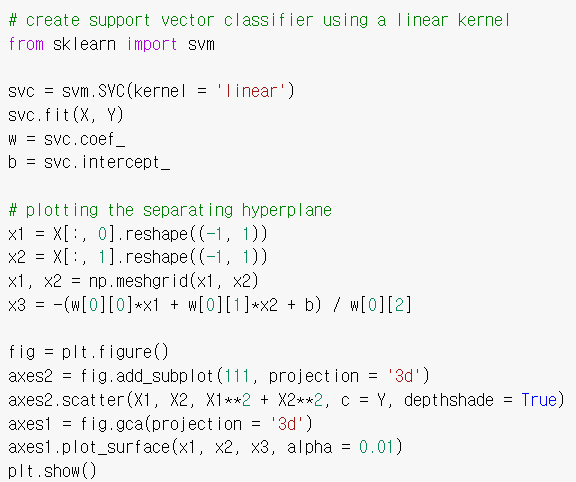 # create support vector classifier using a linear kernel
from sklearn import svm
svc = svm.SVC(kernel = 'linear')
svc.fit(X, Y)
w = svc.coef_
b = svc.intercept_
# plotting the separating hyperplane
x1 = X[:, 0].reshape((-1, 1))
x2 = X[:, 1].reshape((-1, 1))
x1, x2 = np.meshgrid(x1, x2)
x3 = -(w[0][0]*x1 + w[0][1]*x2 + b) / w[0][2]
fig = plt.figure()
axes2 = fig.add_subplot(111, projection = '3d')
axes2.scatter(X1, X2, X1**2 + X2**2, c = Y, depthshade = True)
axes1 = fig.gca(projection = '3d')
axes1.plot_surface(x1, x2, x3, alpha = 0.01)
plt.show()